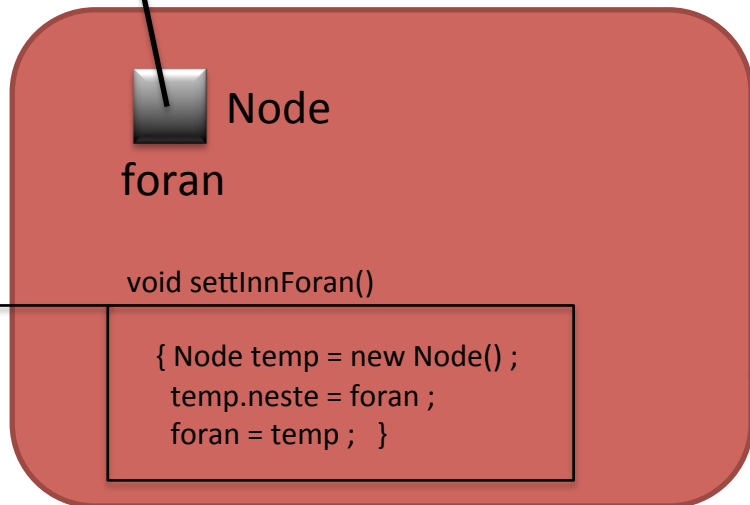 Node
foran
void settInnForan()
{ Node temp = new Node() ;
temp.neste = foran ;
foran = temp ; }